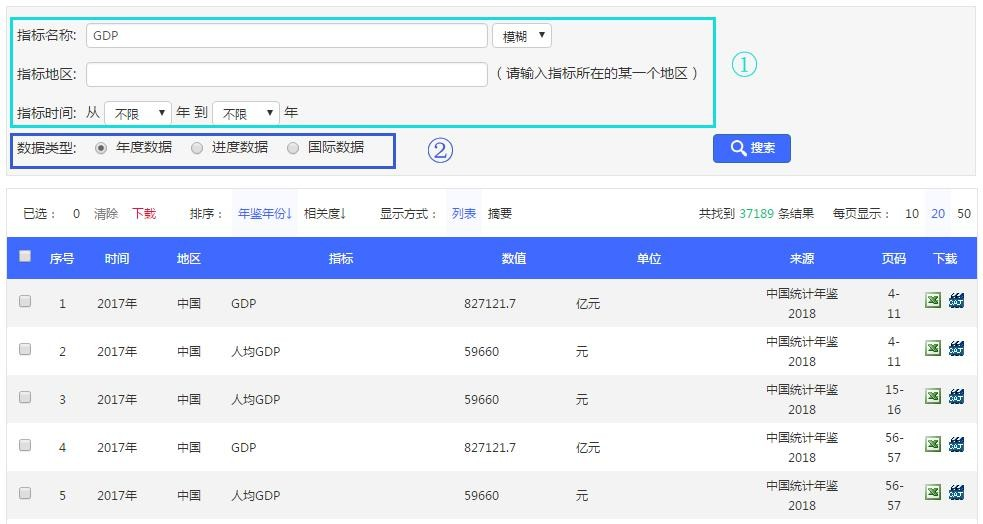 指标名称: GDP 模糊
指标地区: （请输入指标所在的某一个地区）
①
指标时间: 从 不限 年 到 不限 年
数据类型: 年度数据 进度数据 国际数据 ② 搜索
已选： 0 清除 下载 排序： 年鉴年份↓ 相关度↓ 显示方式： 列表 摘要 共找到 37189 条结果 每页显示： 10 20 50
序号 时间 地区 指标 数值 单位 来源 页码 下载
1 2017年 中国 GDP 827121.7 亿元 中国统计年鉴 4-
2018 11
2 2017年 中国 人均GDP 59660 元 中国统计年鉴 4-
2018 11
3 2017年 中国 人均GDP 59660 元 中国统计年鉴 15-
2018 16
4 2017年 中国 GDP 827121.7 亿元 中国统计年鉴 56-
2018 57
5 2017年 中国 人均GDP 59660 元 中国统计年鉴 56-
2018 57